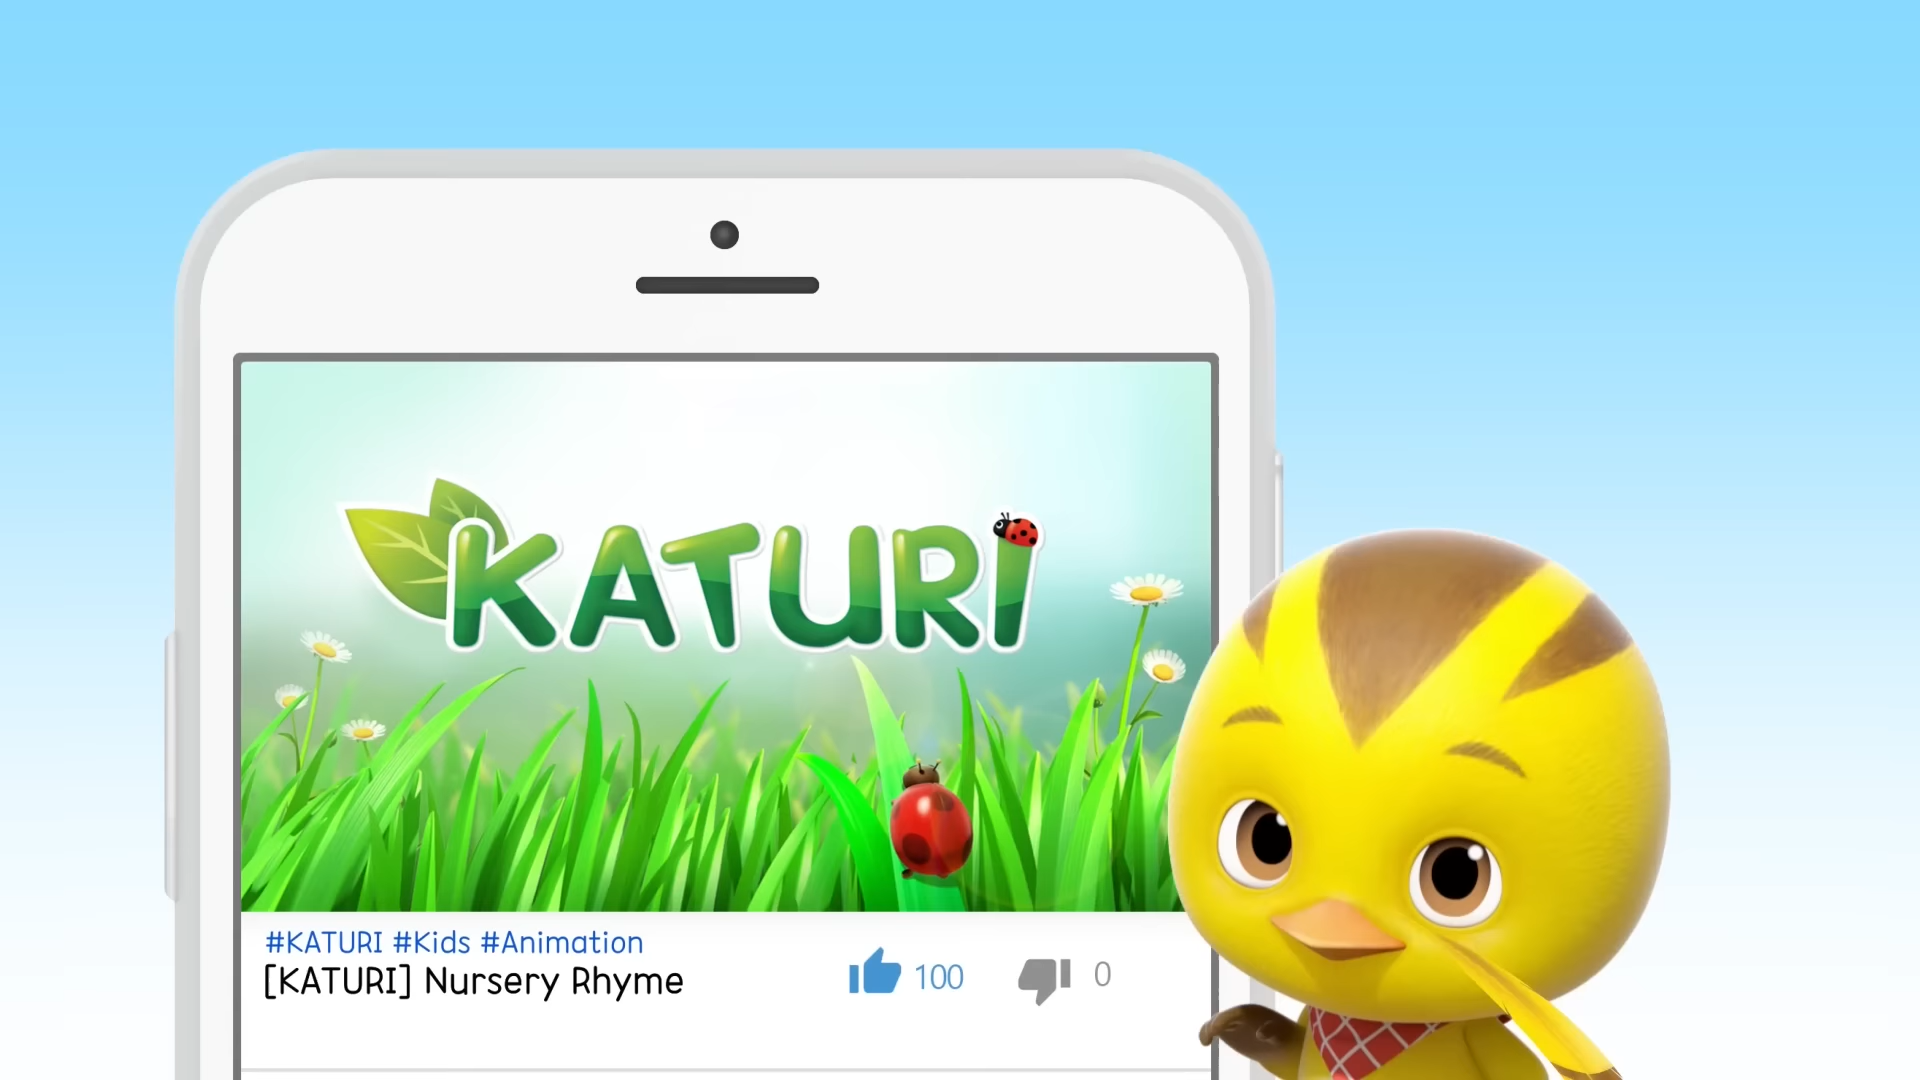 KATURI
#KATURI #Kids #Animation
[KATURI] Nursery Rhyme
100
0